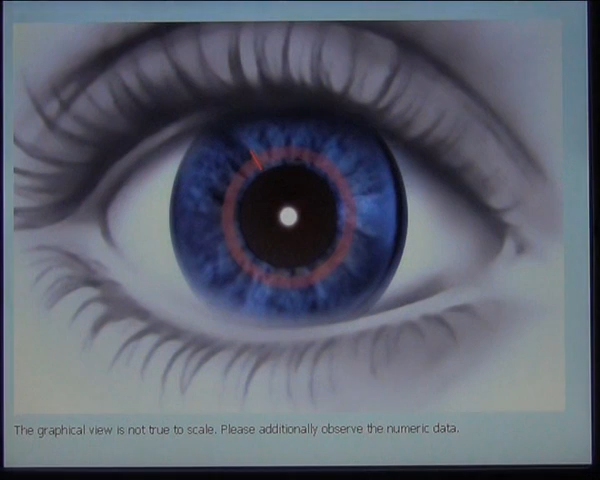 The graphical view is not true to scale. Please additionally observe the numeric data.